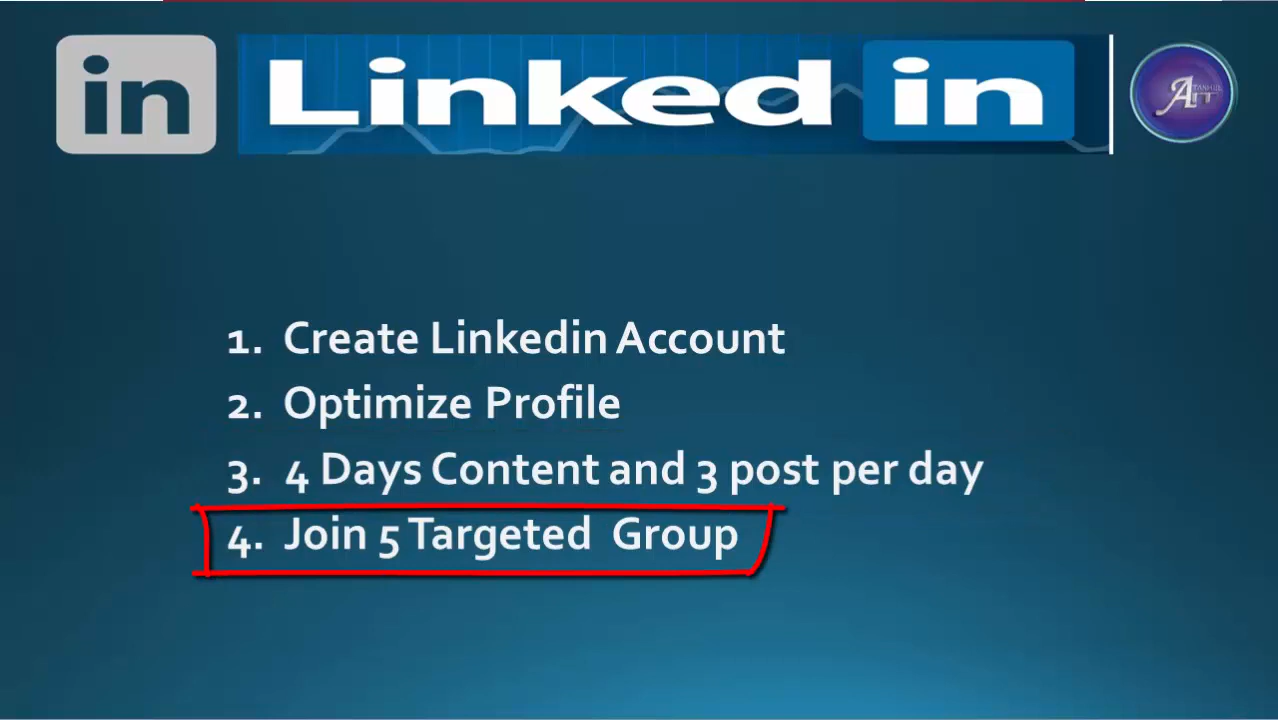 in Linked in
1. Create Linkedin Account
2. Optimize Profile
3. 4 Days Content and 3 post per day
4. Join 5 Targeted Group